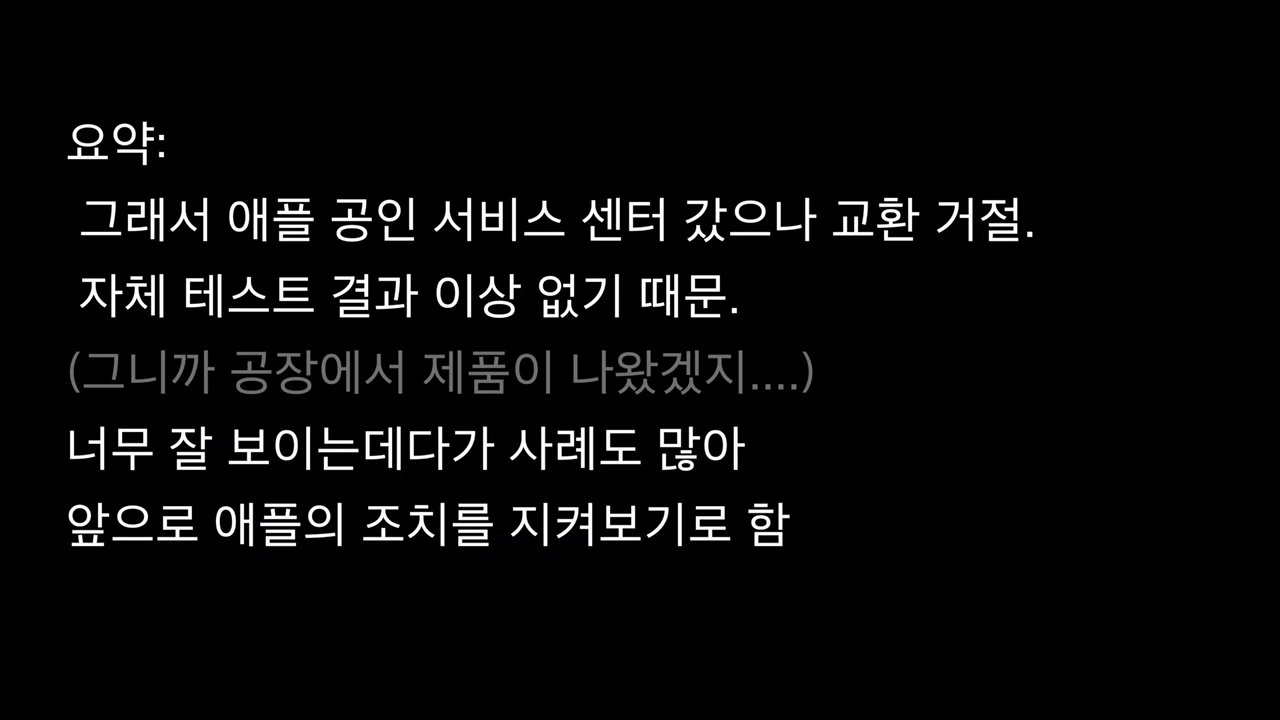 요약:
그래서 애플 공인 서비스 센터 갔으나 교환 거절.
자체 테스트 결과 이상 없기 때문.
(그니까 공장에서 제품이 나왔겠지....)
너무 잘 보이는데다가 사례도 많아
앞으로 애플의 조치를 지켜보기로 함